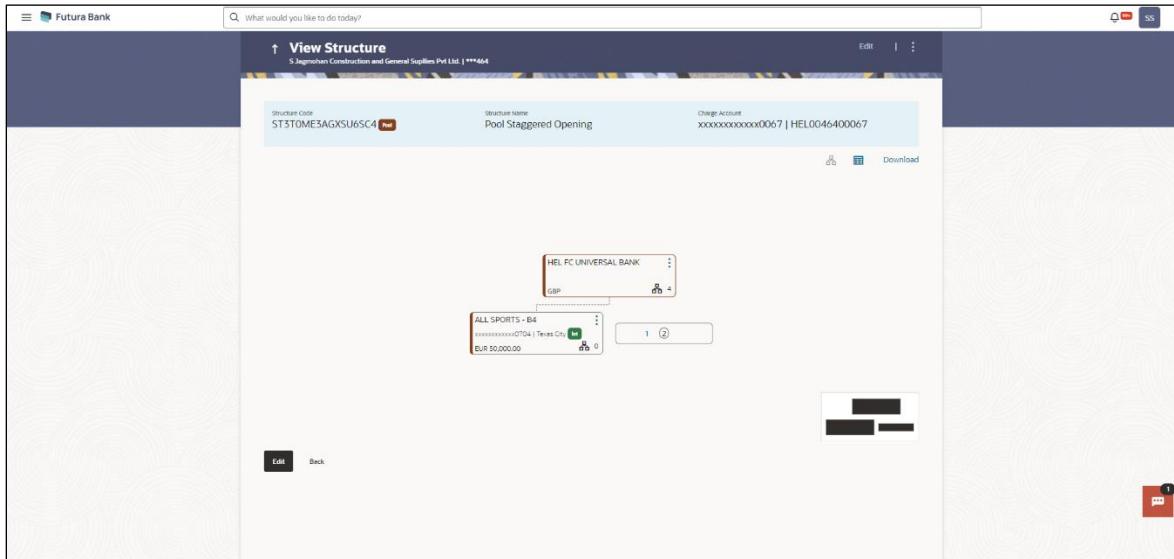 Futura Bank
What would you like to do today?
99+
SS
View Structure
S Jagmohan Construction and General Supllies Pvt Ltd. | ***464
Edit
Structure Code
ST3T0ME3AGXSU6SC4 Pool
Structure Name
Pool Staggered Opening
Charge Account
xxxxxxxxxxxx0067 | HEL0046400067
Download
HEL FC UNIVERSAL BANK
GBP
4
ALL SPORTS - B4
xxxxxxxxxxxx0704 | Texas City Int
EUR 50,000.00
0
1 2
Edit
Back
1